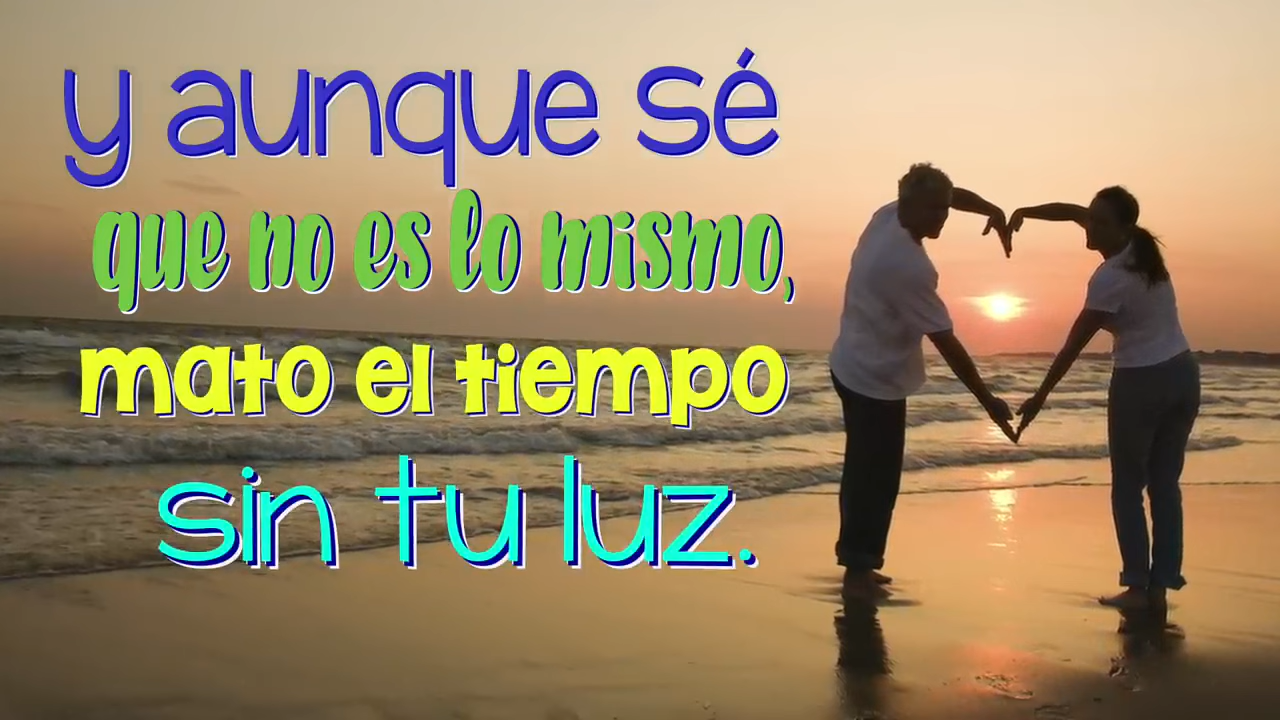 y aunque sé
que no es lo mismo,
mato el tiempo
sin tu luz.